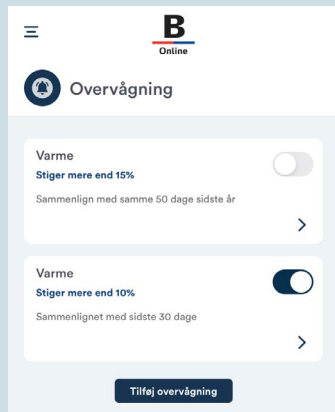 B
Online
Overvågning
Varme
Stiger mere end 15%
Sammenlign med samme 50 dage sidste år
Varme
Stiger mere end 10%
Sammenlignet med sidste 30 dage
Tilføj overvågning